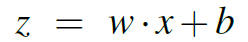 z = w·x+b